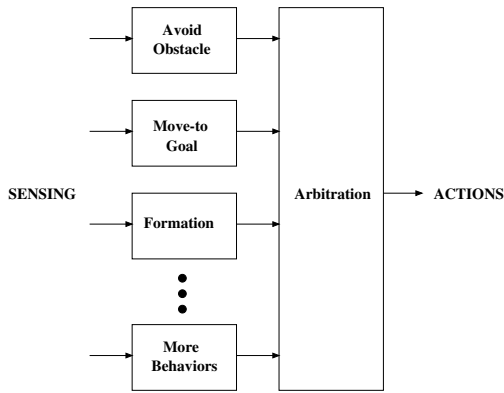 Avoid
Obstacle
Move-to
Goal
SENSING
Arbitration
ACTIONS
Formation
More
Behaviors